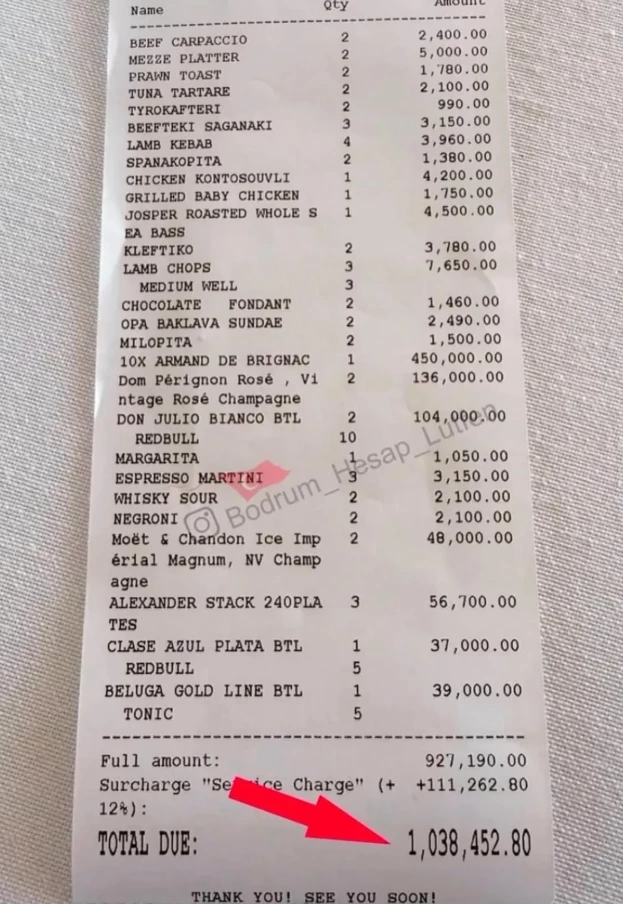 Name Qty Amount
BEEF CARPACCIO 2 2,400.00
MEZZE PLATTER 2 5,000.00
PRAWN TOAST 2 1,780.00
TUNA TARTARE 2 2,100.00
TYROKAFTERI 2 990.00
BEEFTEKI SAGANAKI 3 3,150.00
LAMB KEBAB 4 3,960.00
SPANAKOPITA 2 1,380.00
CHICKEN KONTOSOUVLI 1 4,200.00
GRILLED BABY CHICKEN 1 1,750.00
JOSPER ROASTED WHOLE S 1 4,500.00
EA BASS
KLEFTIKO 2 3,780.00
LAMB CHOPS 3 7,650.00
MEDIUM WELL 3
CHOCOLATE FONDANT 2 1,460.00
OPA BAKLAVA SUNDAE 2 2,490.00
MILOPITA 2 1,500.00
10X ARMAND DE BRIGNAC 1 450,000.00
Dom Pérignon Rosé , Vi 2 136,000.00
ntage Rosé Champagne
DON JULIO BIANCO BTL 2 104,000.00
REDBULL 10
MARGARITA 1 1,050.00
ESPRESSO MARTINI 3 3,150.00
WHISKY SOUR 2 2,100.00
NEGRONI 2 2,100.00
Bodrum_Hesap_Lutfen
Moët & Chandon Ice Imp 2 48,000.00
érial Magnum, NV Champ
agne
ALEXANDER STACK 240PLA 3 56,700.00
TES
CLASE AZUL PLATA BTL 1 37,000.00
REDBULL 5
BELUGA GOLD LINE BTL 1 39,000.00
TONIC 5
Full amount: 927,190.00
Surcharge "Service Charge" (+ +111,262.80
12%):
TOTAL DUE: 1,038,452.80
THANK YOU! SEE YOU SOON!